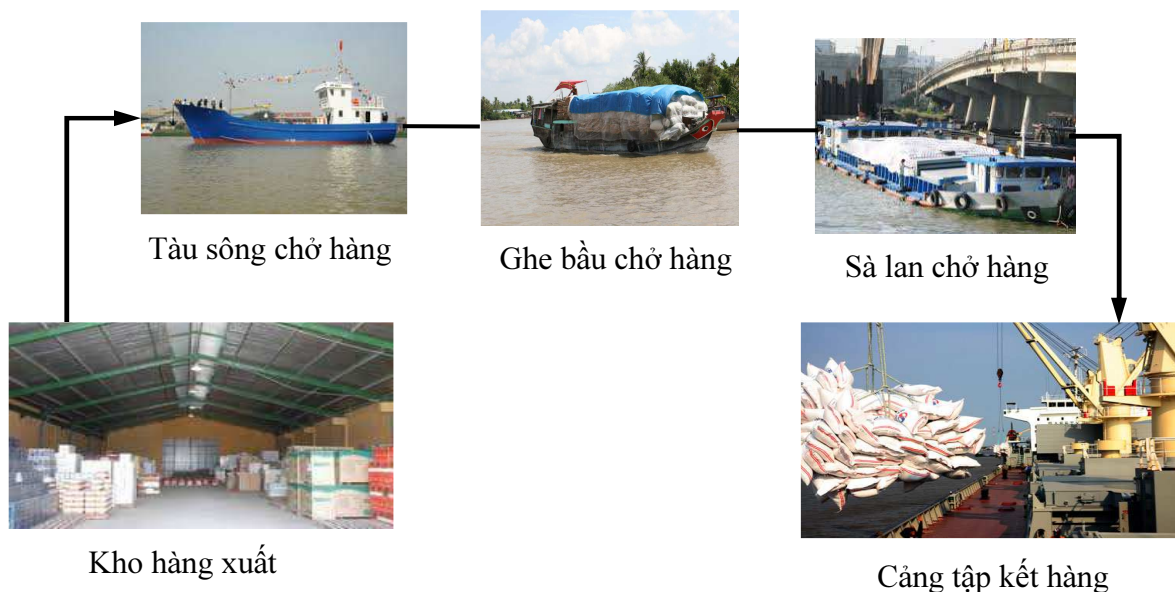 Tàu sông chở hàng
Ghe bầu chở hàng
Sà lan chở hàng
Kho hàng xuất
Cảng tập kết hàng